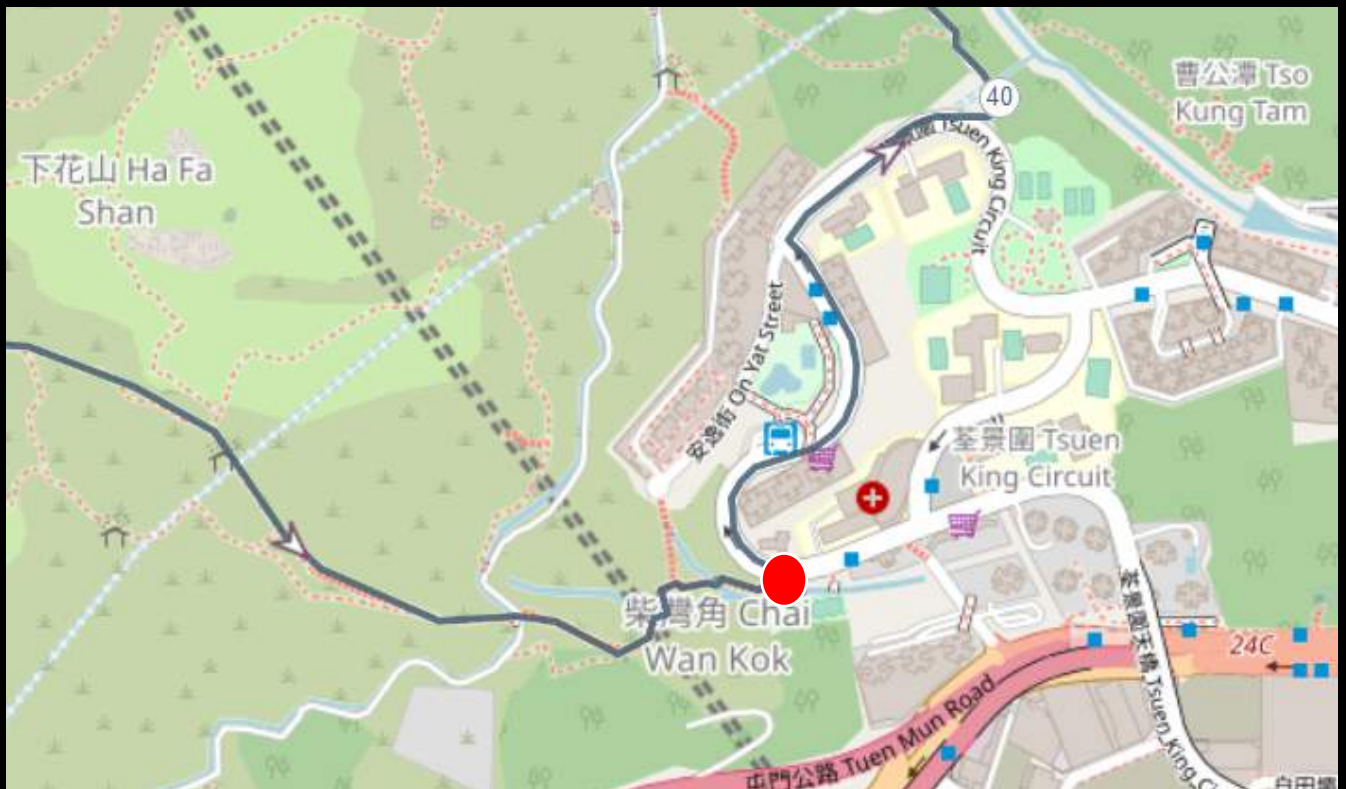 40
曹公潭 Tso
Kung Tam
下花山 Ha Fa
Shan
Tsuen King Circuit
安逸街 On Yat Street
荃景圍 Tsuen
King Circuit
柴灣角 Chai
Wan Kok
24C
屯門公路 Tuen Mun Road
荃景圍天橋 Tsuen King Ci